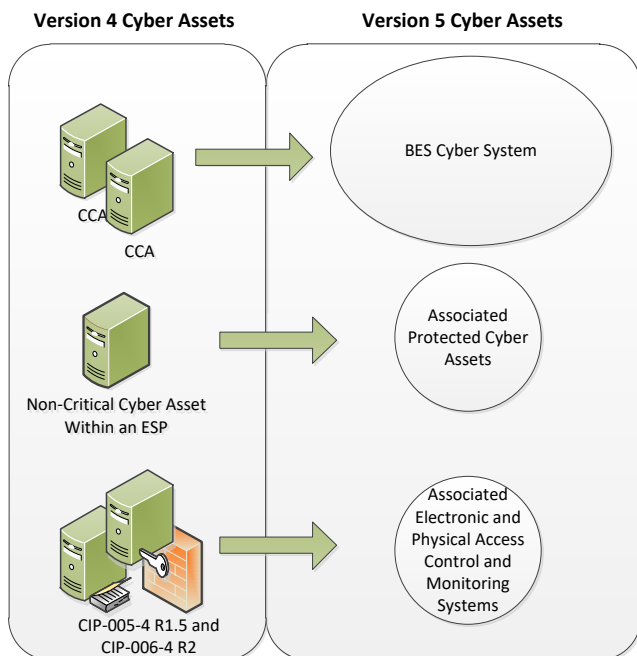 Version 4 Cyber Assets
Version 5 Cyber Assets
CCA
CCA
BES Cyber System
Non-Critical Cyber Asset
Within an ESP
Associated
Protected Cyber
Assets
CIP-005-4 R1.5 and
CIP-006-4 R2
Associated
Electronic and
Physical Access
Control and
Monitoring
Systems